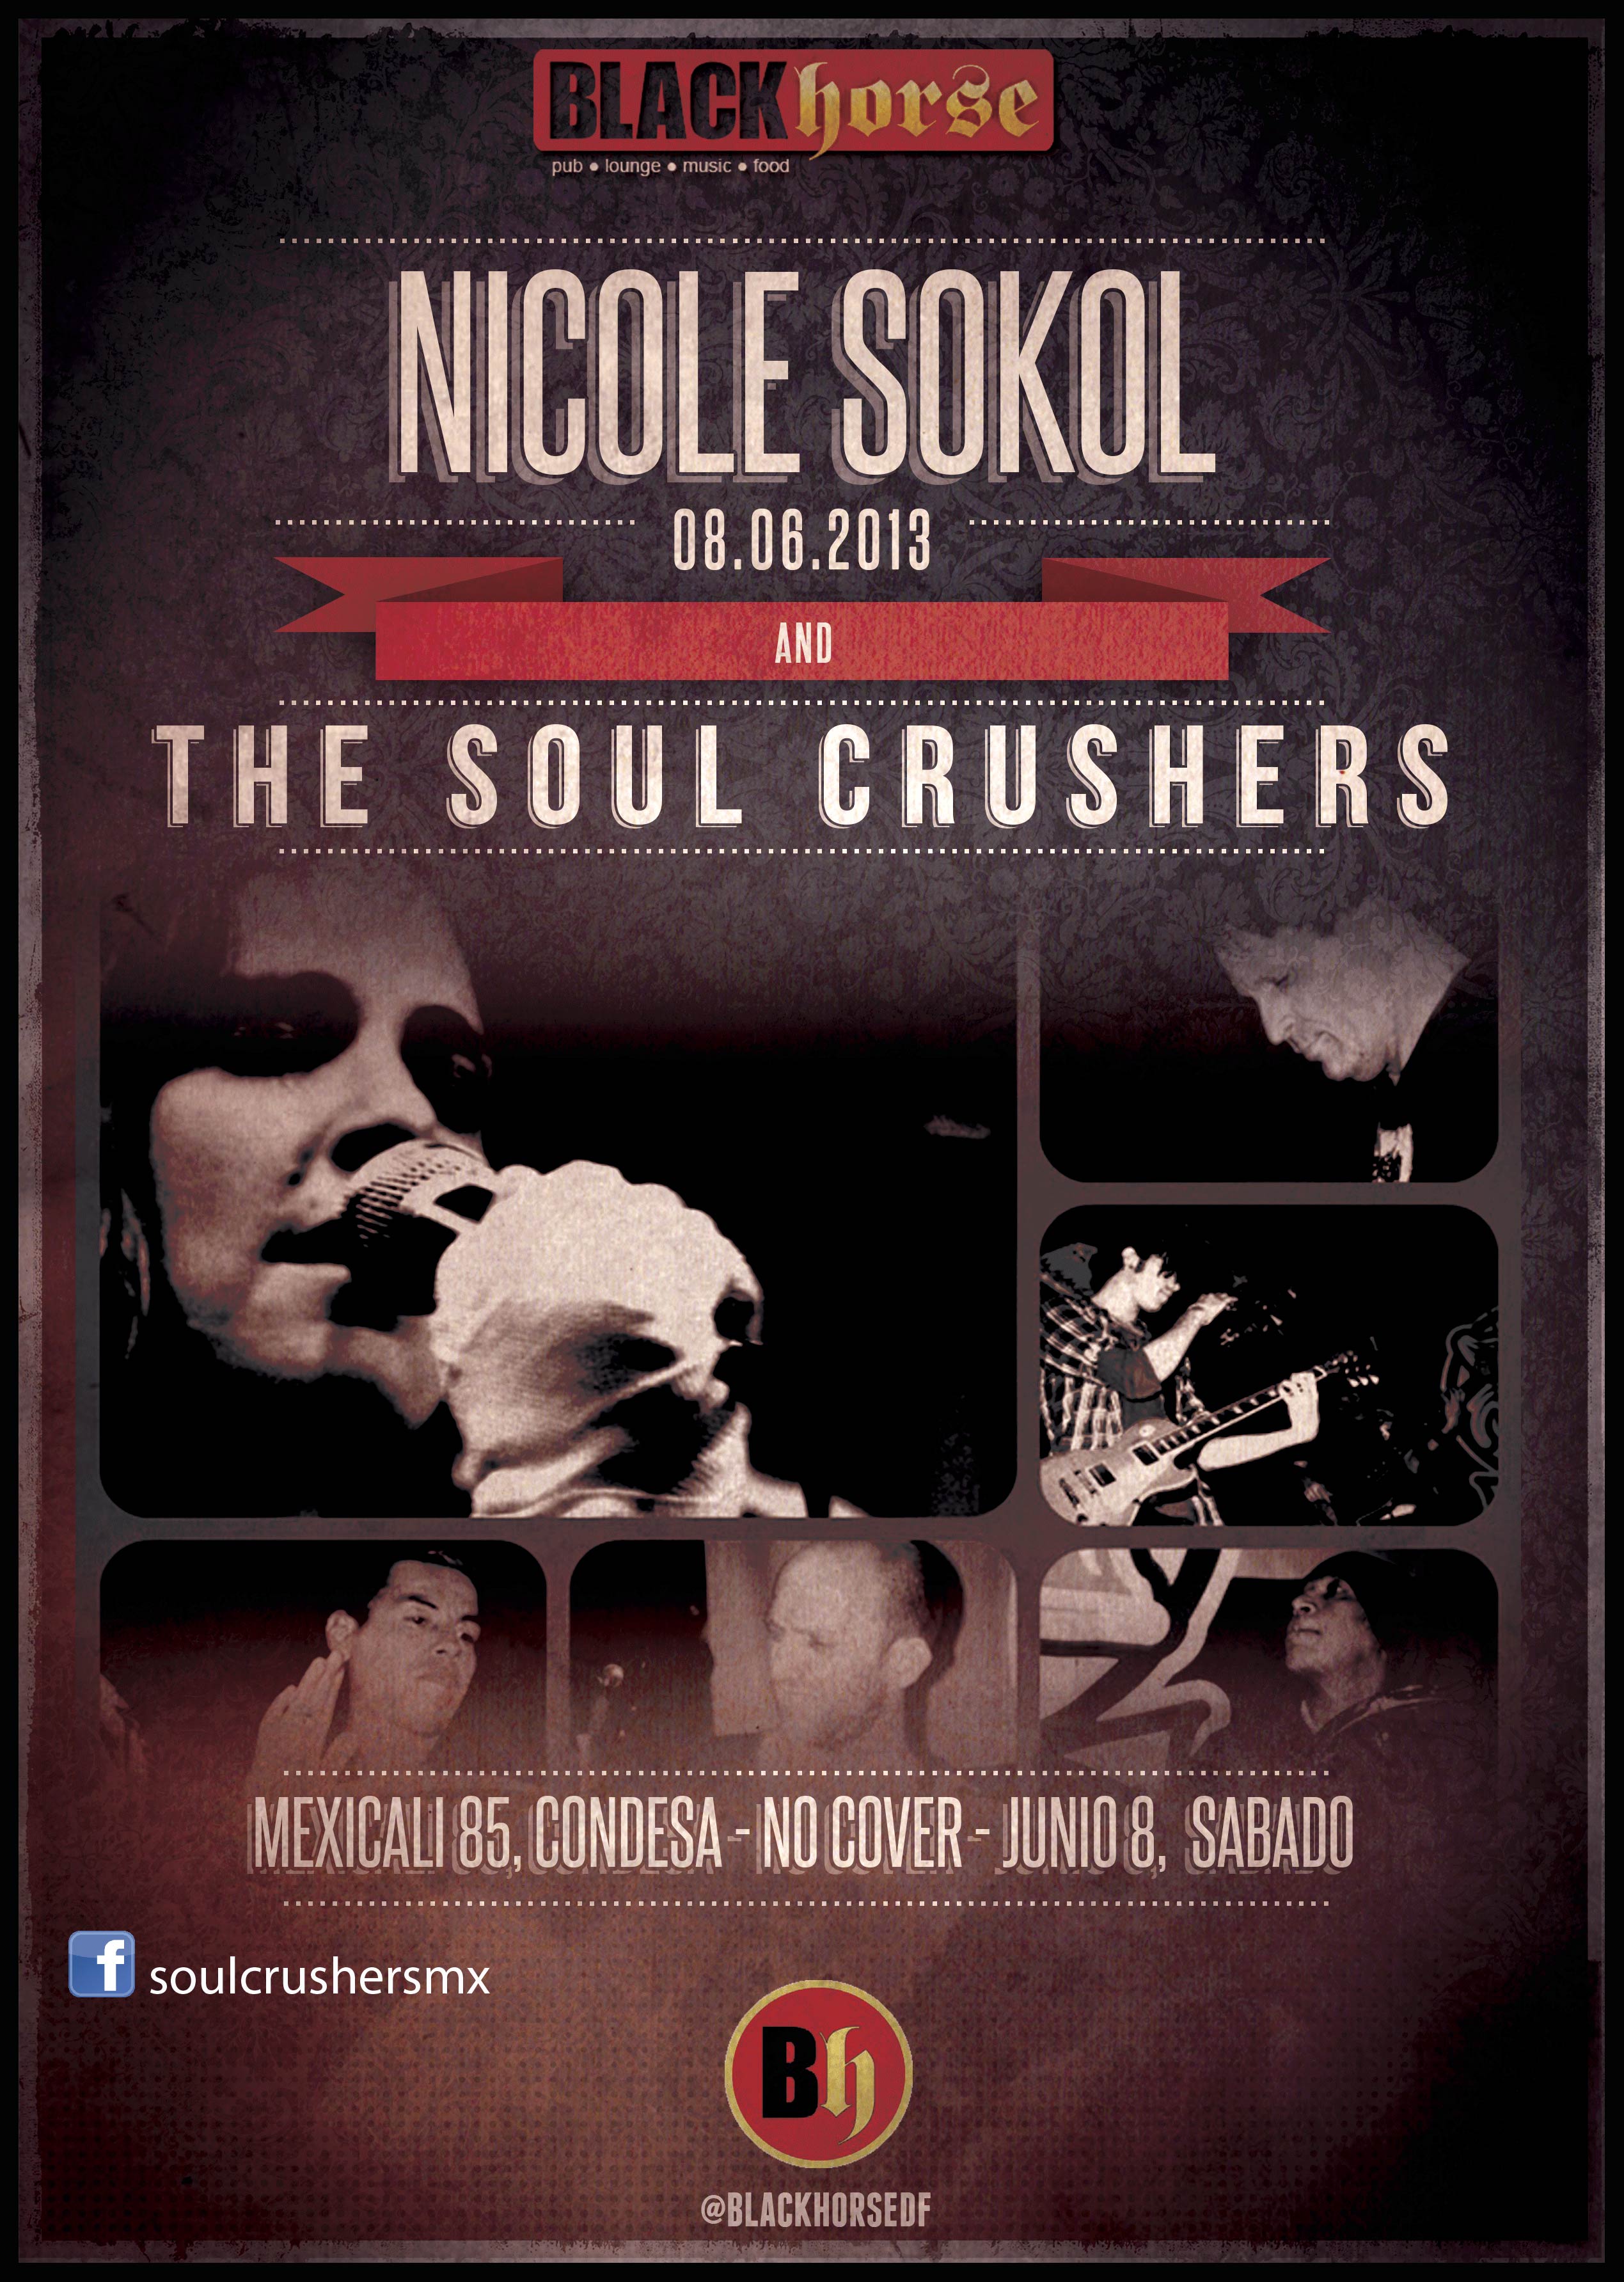 BLACKhorse
pub • lounge • music • food
NICOLE SOKOL
08.06.2013
AND
THE SOUL CRUSHERS
MEXICALI 85, CONDESA - NO COVER - JUNIO 8, SABADO
f soulcrushersmx
Bh
@BLACKHORSEDF